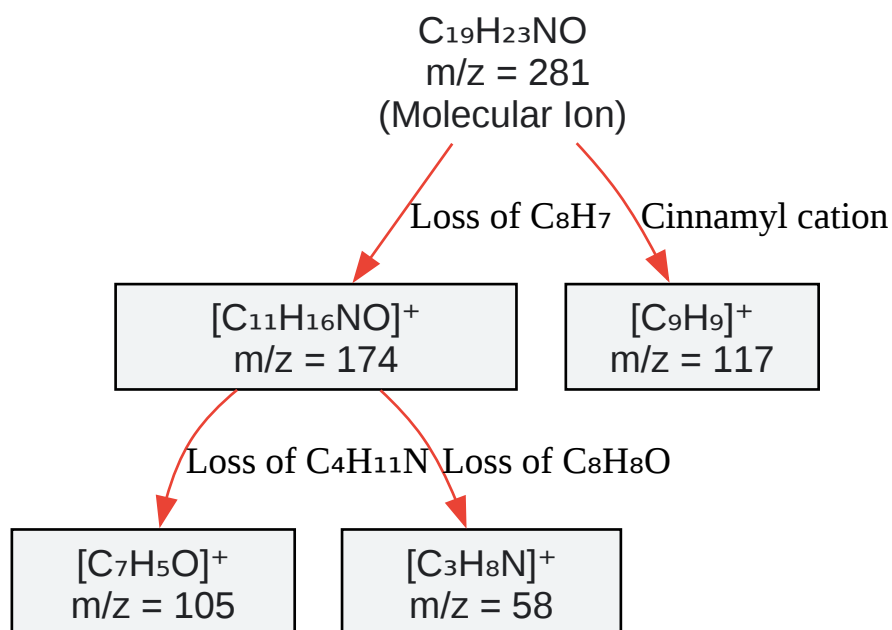 C₁₉H₂₃NO
m/z = 281
(Molecular Ion)
Loss of C₈H₇
Cinnamyl cation
[C₁₁H₁₆NO]⁺
m/z = 174
[C₉H₉]⁺
m/z = 117
Loss of C₄H₁₁N
Loss of C₈H₈O
[C₇H₅O]⁺
m/z = 105
[C₃H₈N]⁺
m/z = 58